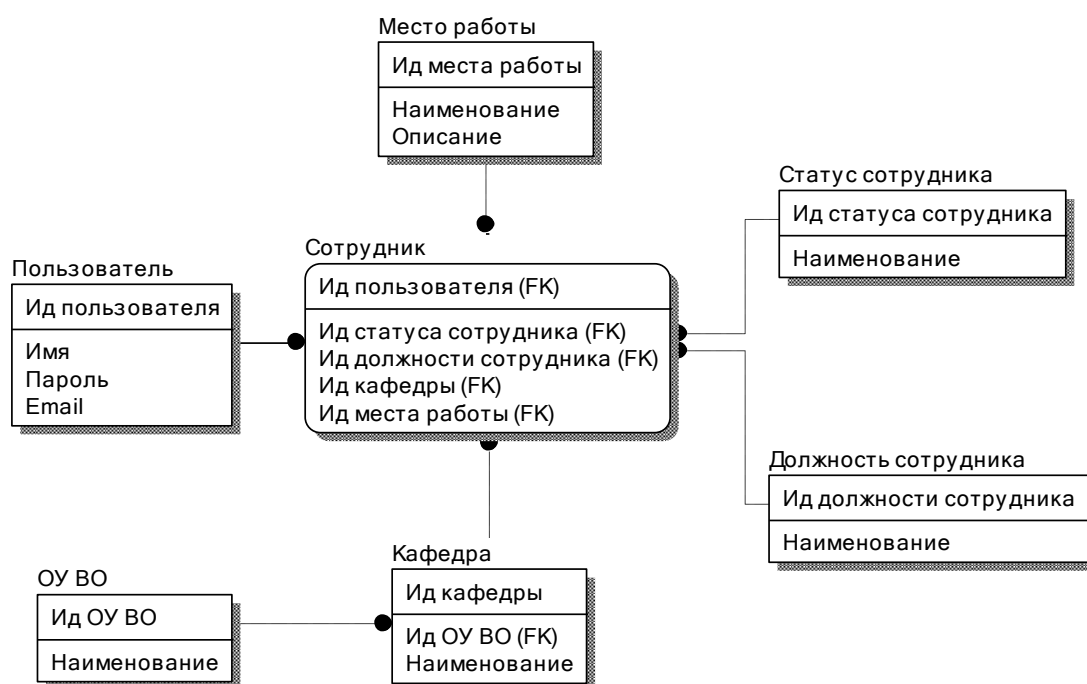 Место работы
Ид места работы
Наименование
Описание
Статус сотрудника
Ид статуса сотрудника
Наименование
Сотрудник
Ид пользователя (FK)
Ид статуса сотрудника (FK)
Ид должности сотрудника (FK)
Ид кафедры (FK)
Ид места работы (FK)
Пользователь
Ид пользователя
Имя
Пароль
Email
Должность сотрудника
Ид должности сотрудника
Наименование
Кафедра
Ид кафедры
Ид ОУ ВО (FK)
Наименование
ОУ ВО
Ид ОУ ВО
Наименование